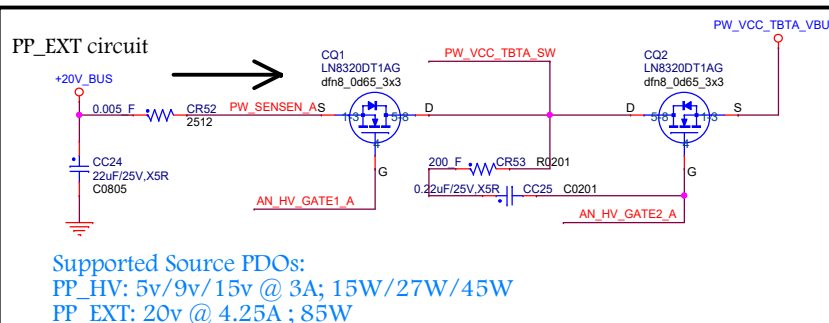 PP_EXT circuit
+20V_BUS
0.005_F
CR52
2512
PW_SENSEN_A
S
CQ1
LN8320DT1AG
dfn8_0d65_3x3
1-3
5-8
4
D
G
AN_HV_GATE1_A
CC24
22uF/25V,X5R
C0805
PW_VCC_TBTA_SW
200_F
CR53
R0201
0.22uF/25V,X5R
CC25
C0201
D
CQ2
LN8320DT1AG
dfn8_0d65_3x3
5-8
1-3
4
S
G
AN_HV_GATE2_A
PW_VCC_TBTA_VBU
Supported Source PDOs:
PP_HV: 5v/9v/15v @ 3A; 15W/27W/45W
PP_EXT: 20v @ 4.25A ; 85W